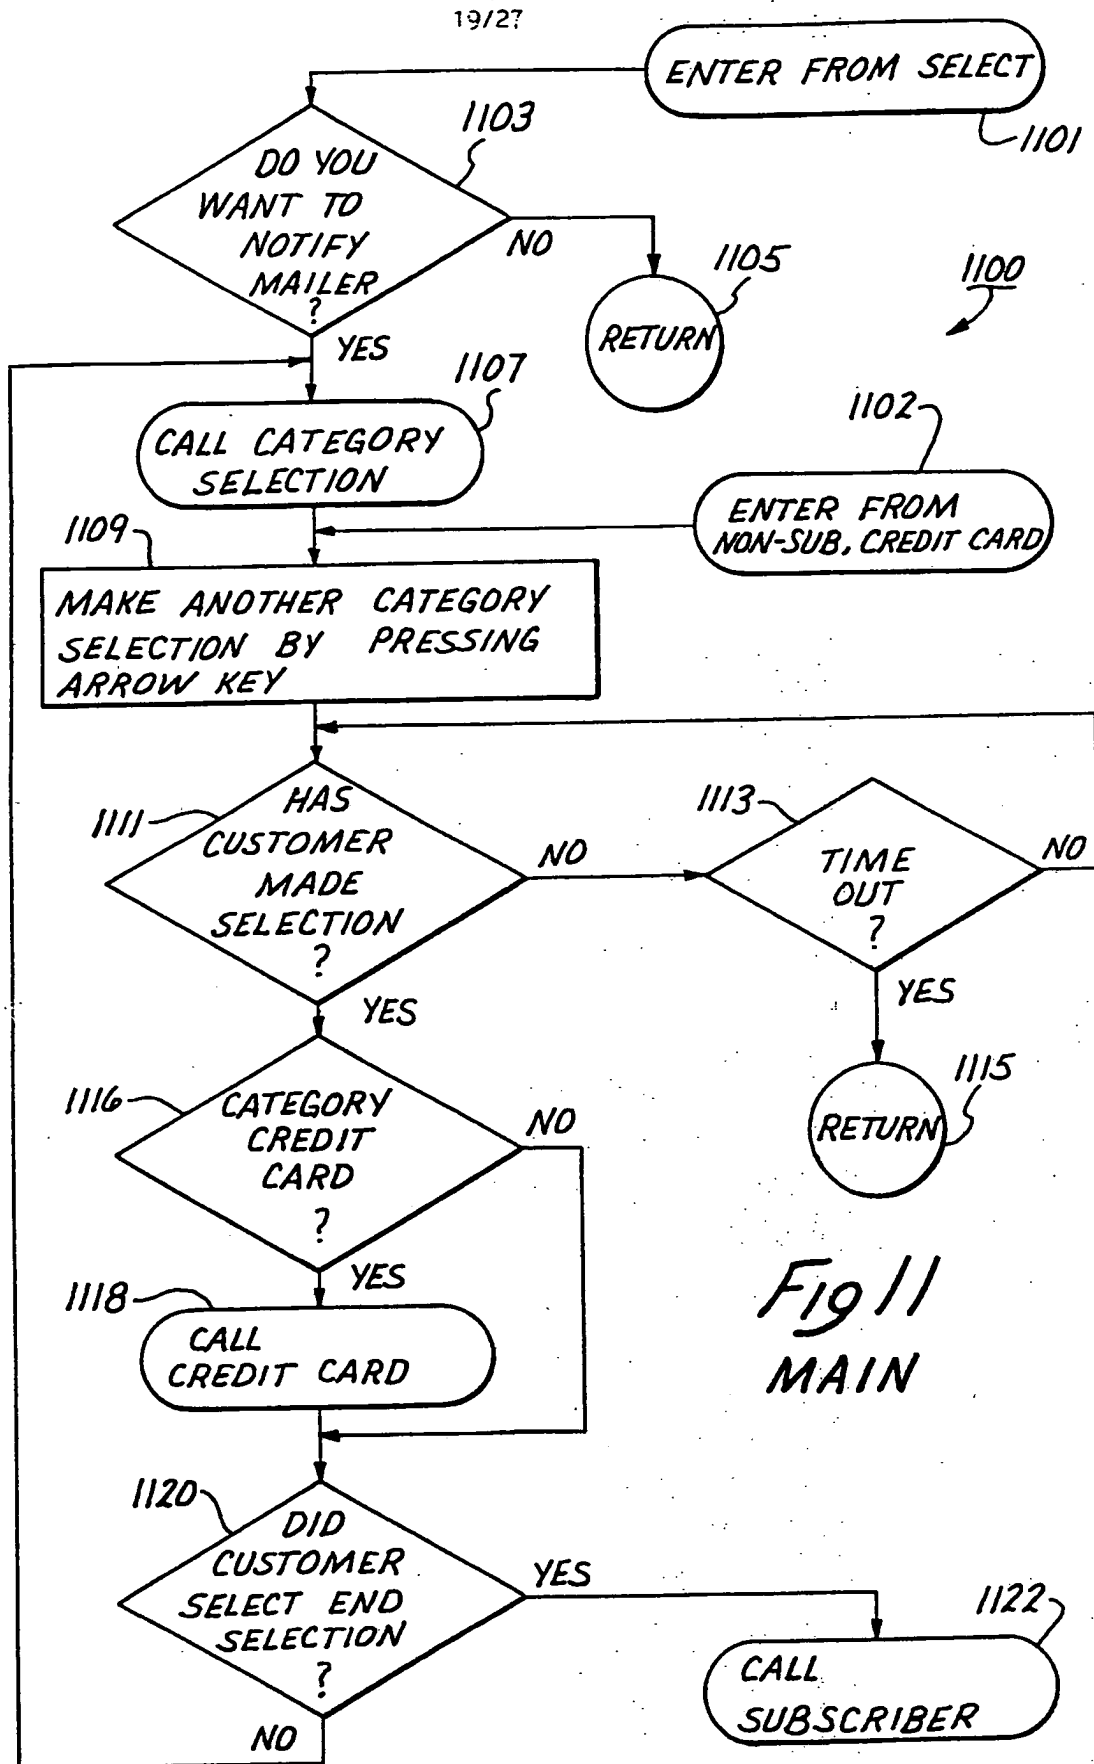 19/27
ENTER FROM SELECT
1101
1103
DO YOU
WANT TO
NOTIFY
MAILER
?
NO
1105
RETURN
1100
YES
1107
CALL CATEGORY
SELECTION
1102
ENTER FROM
NON-SUB, CREDIT CARD
1109
MAKE ANOTHER CATEGORY
SELECTION BY PRESSING
ARROW KEY
1111
HAS
CUSTOMER
MADE
SELECTION
?
NO
1113
TIME
OUT
?
NO
YES
YES
1115
RETURN
1116
CATEGORY
CREDIT
CARD
?
NO
YES
1118
CALL
CREDIT CARD
Fig 11
MAIN
1120
DID
CUSTOMER
SELECT END
SELECTION
?
YES
1122
CALL
SUBSCRIBER
NO